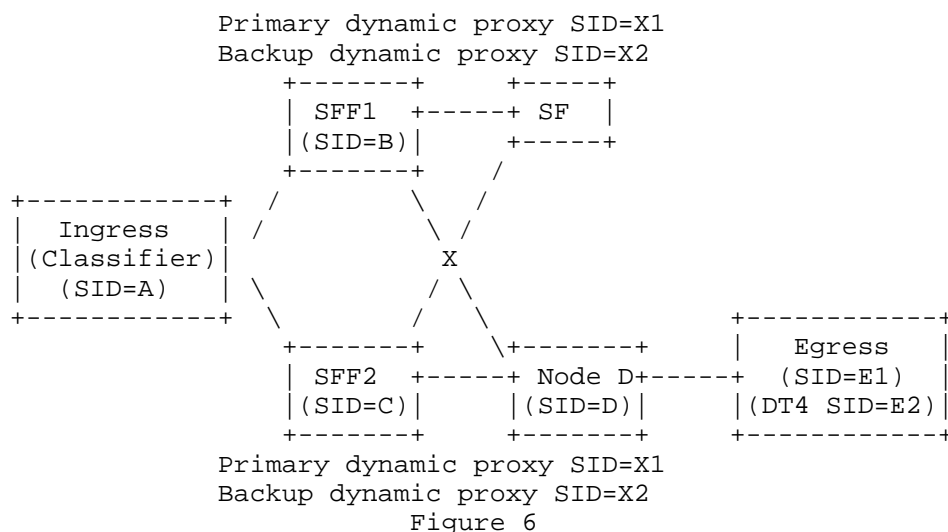 Primary dynamic proxy SID=X1
Backup dynamic proxy SID=X2
SFF1 SF
(SID=B)
Ingress
(Classifier) X
(SID=A)
Egress
SFF2 Node D (SID=E1)
(SID=C) (SID=D) (DT4 SID=E2)
Primary dynamic proxy SID=X1
Backup dynamic proxy SID=X2
Figure 6